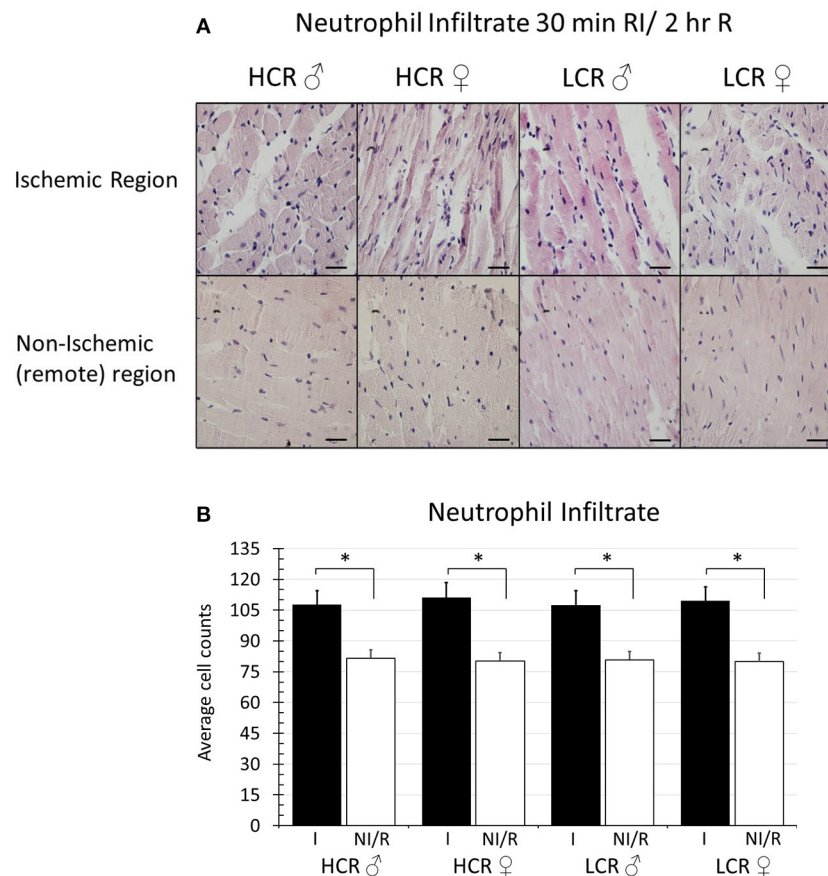 A Neutrophil Infiltrate 30 min RI/ 2 hr R
HCR ♂ HCR ♀ LCR ♂ LCR ♀
Ischemic Region
Non-Ischemic
(remote) region
B Neutrophil Infiltrate
Average cell counts
135
120
105
90
75
60
45
30
15
0
* * * *
I NI/R I NI/R I NI/R I NI/R
HCR ♂ HCR ♀ LCR ♂ LCR ♀